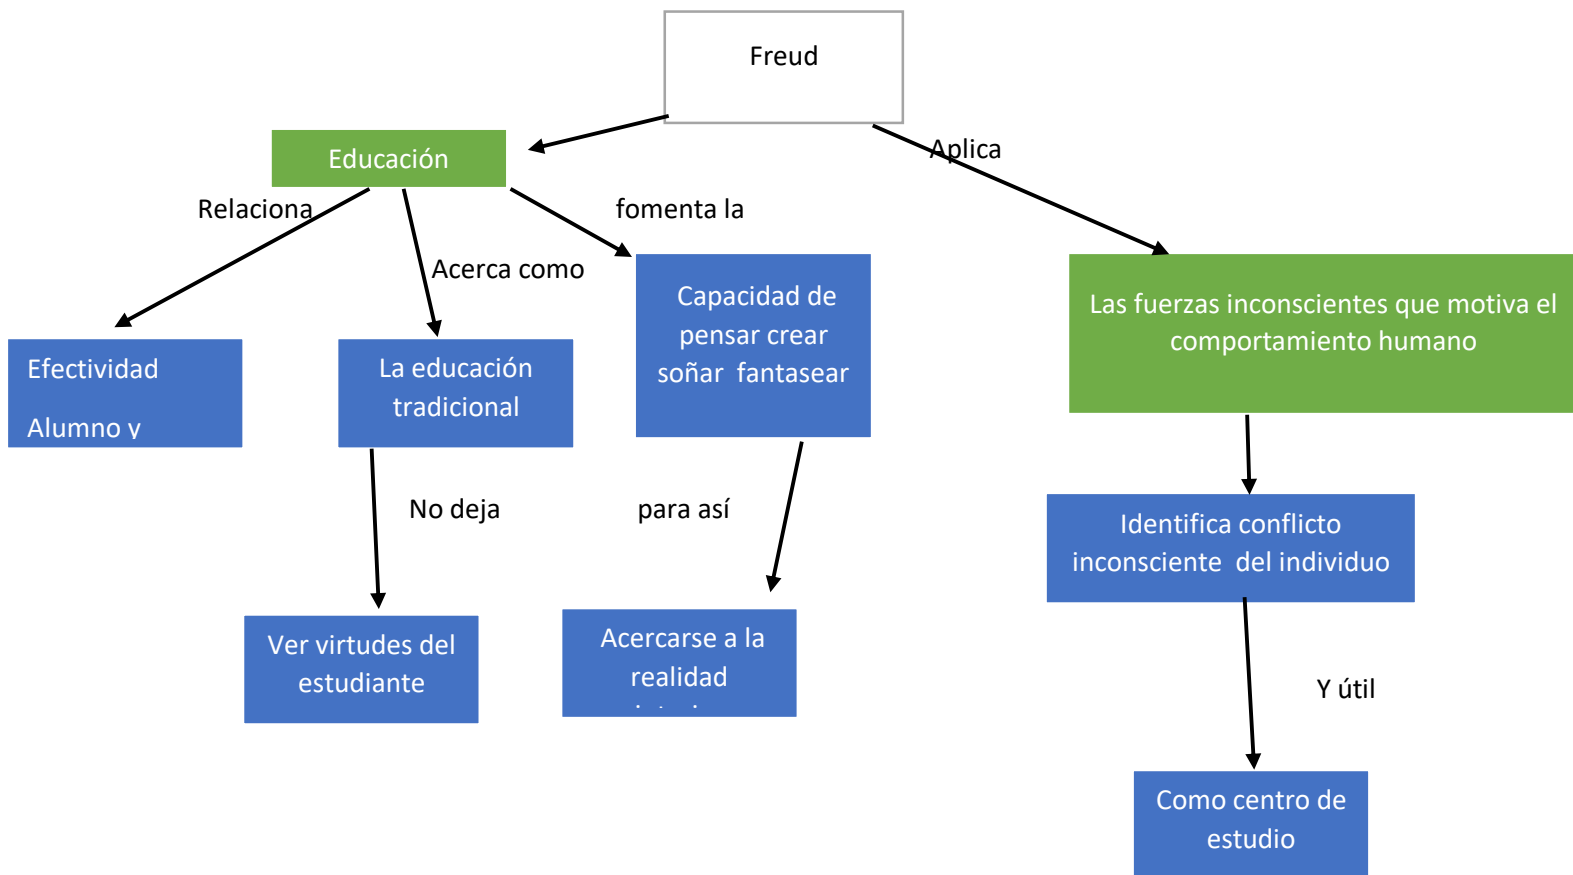 Freud
Aplica
Educación
Relaciona
fomenta la
Acerca como
Capacidad de
pensar crear
soñar fantasear
Las fuerzas inconscientes que motiva el
comportamiento humano
Efectividad
Alumno y
La educación
tradicional
No deja
para así
Identifica conflicto
inconsciente del individuo
Ver virtudes del
estudiante
Acercarse a la
realidad
Y útil
Como centro de
estudio